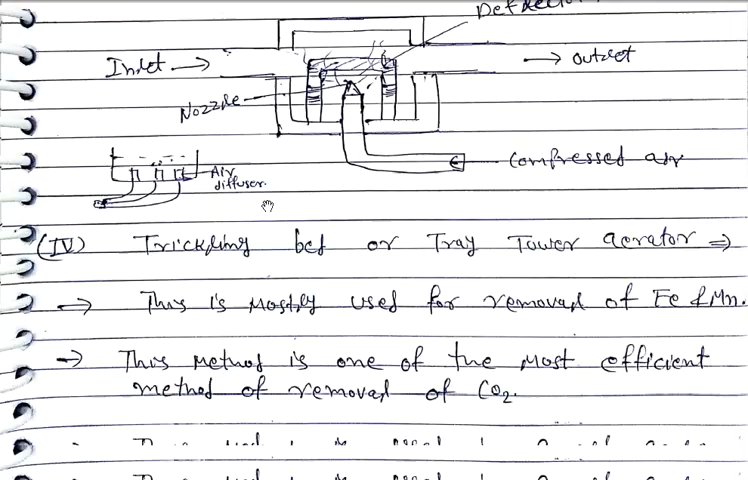 Deflector
Inlet →
→ Outlet
Nozzle
Compressed air
Air
diffuser.
(IV) Trickling bed or Tray Tower aerator ⇒
→ This is Mostly used for removal of Fe & Mn.
→ This Method is one of the most efficient
method of removal of CO₂.